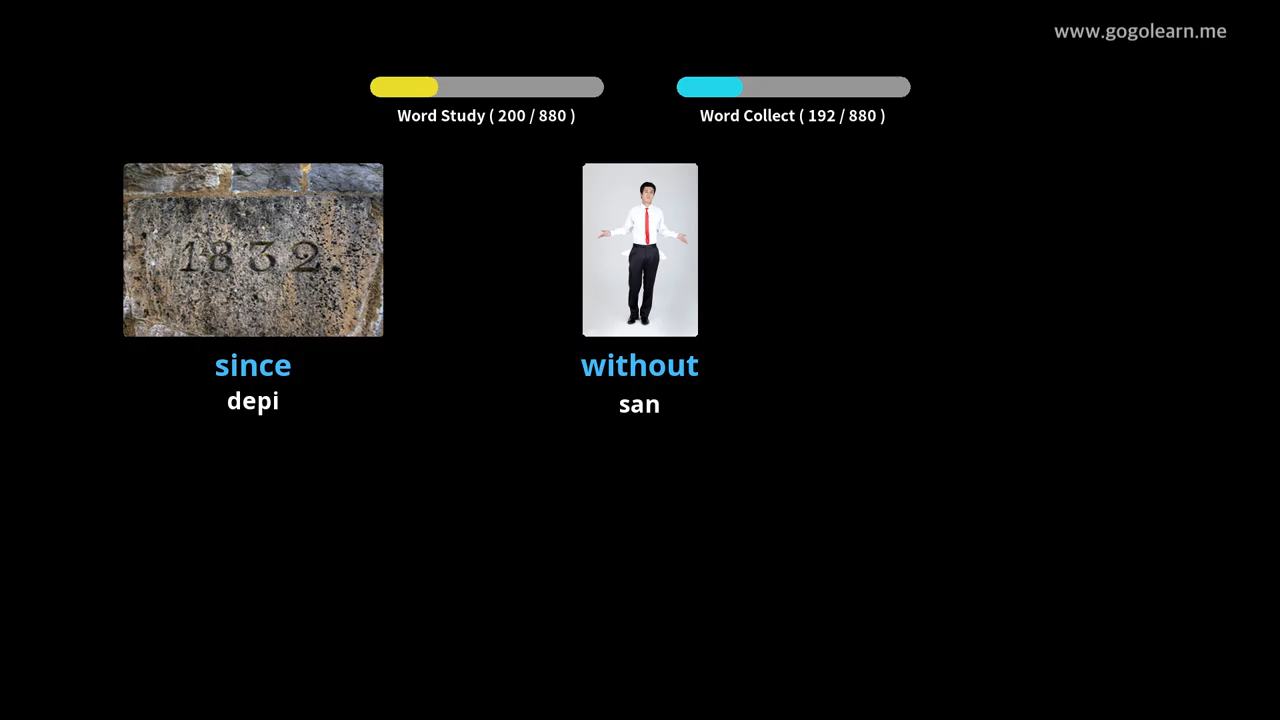 www.gogolearn.me
Word Study ( 200 / 880 )
Word Collect ( 192 / 880 )
1832.
since
depi
without
san